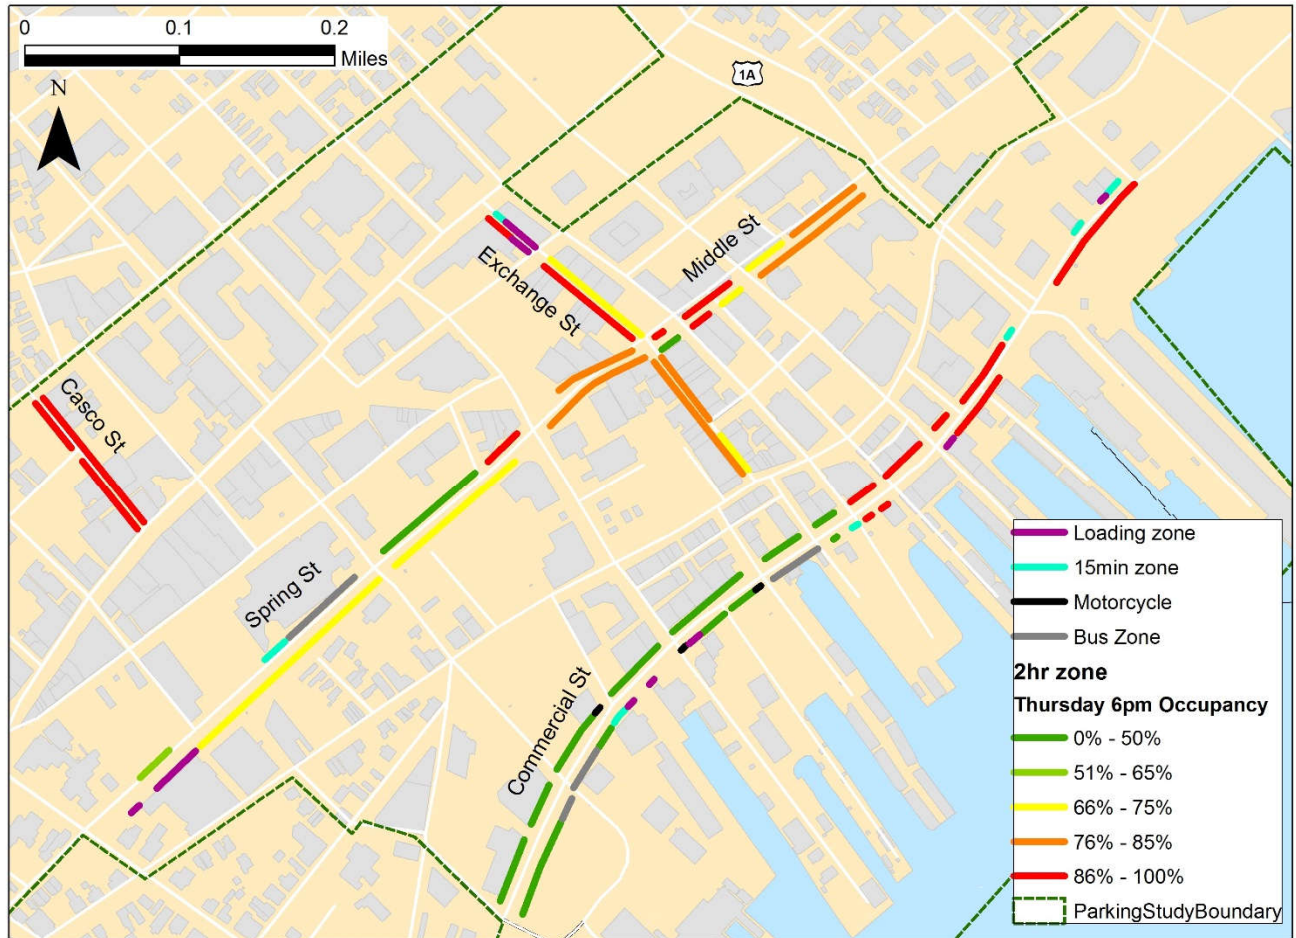 0 0.1 0.2
Miles
N
1A
Middle St
Exchange St
Casco St
Spring St
Commercial St
Loading zone
15min zone
Motorcycle
Bus Zone
2hr zone
Thursday 6pm Occupancy
0% - 50%
51% - 65%
66% - 75%
76% - 85%
86% - 100%
ParkingStudyBoundary